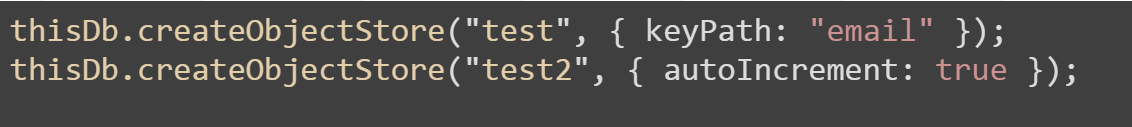 thisDb.createObjectStore("test", { keyPath: "email" });
thisDb.createObjectStore("test2", { autoIncrement: true });